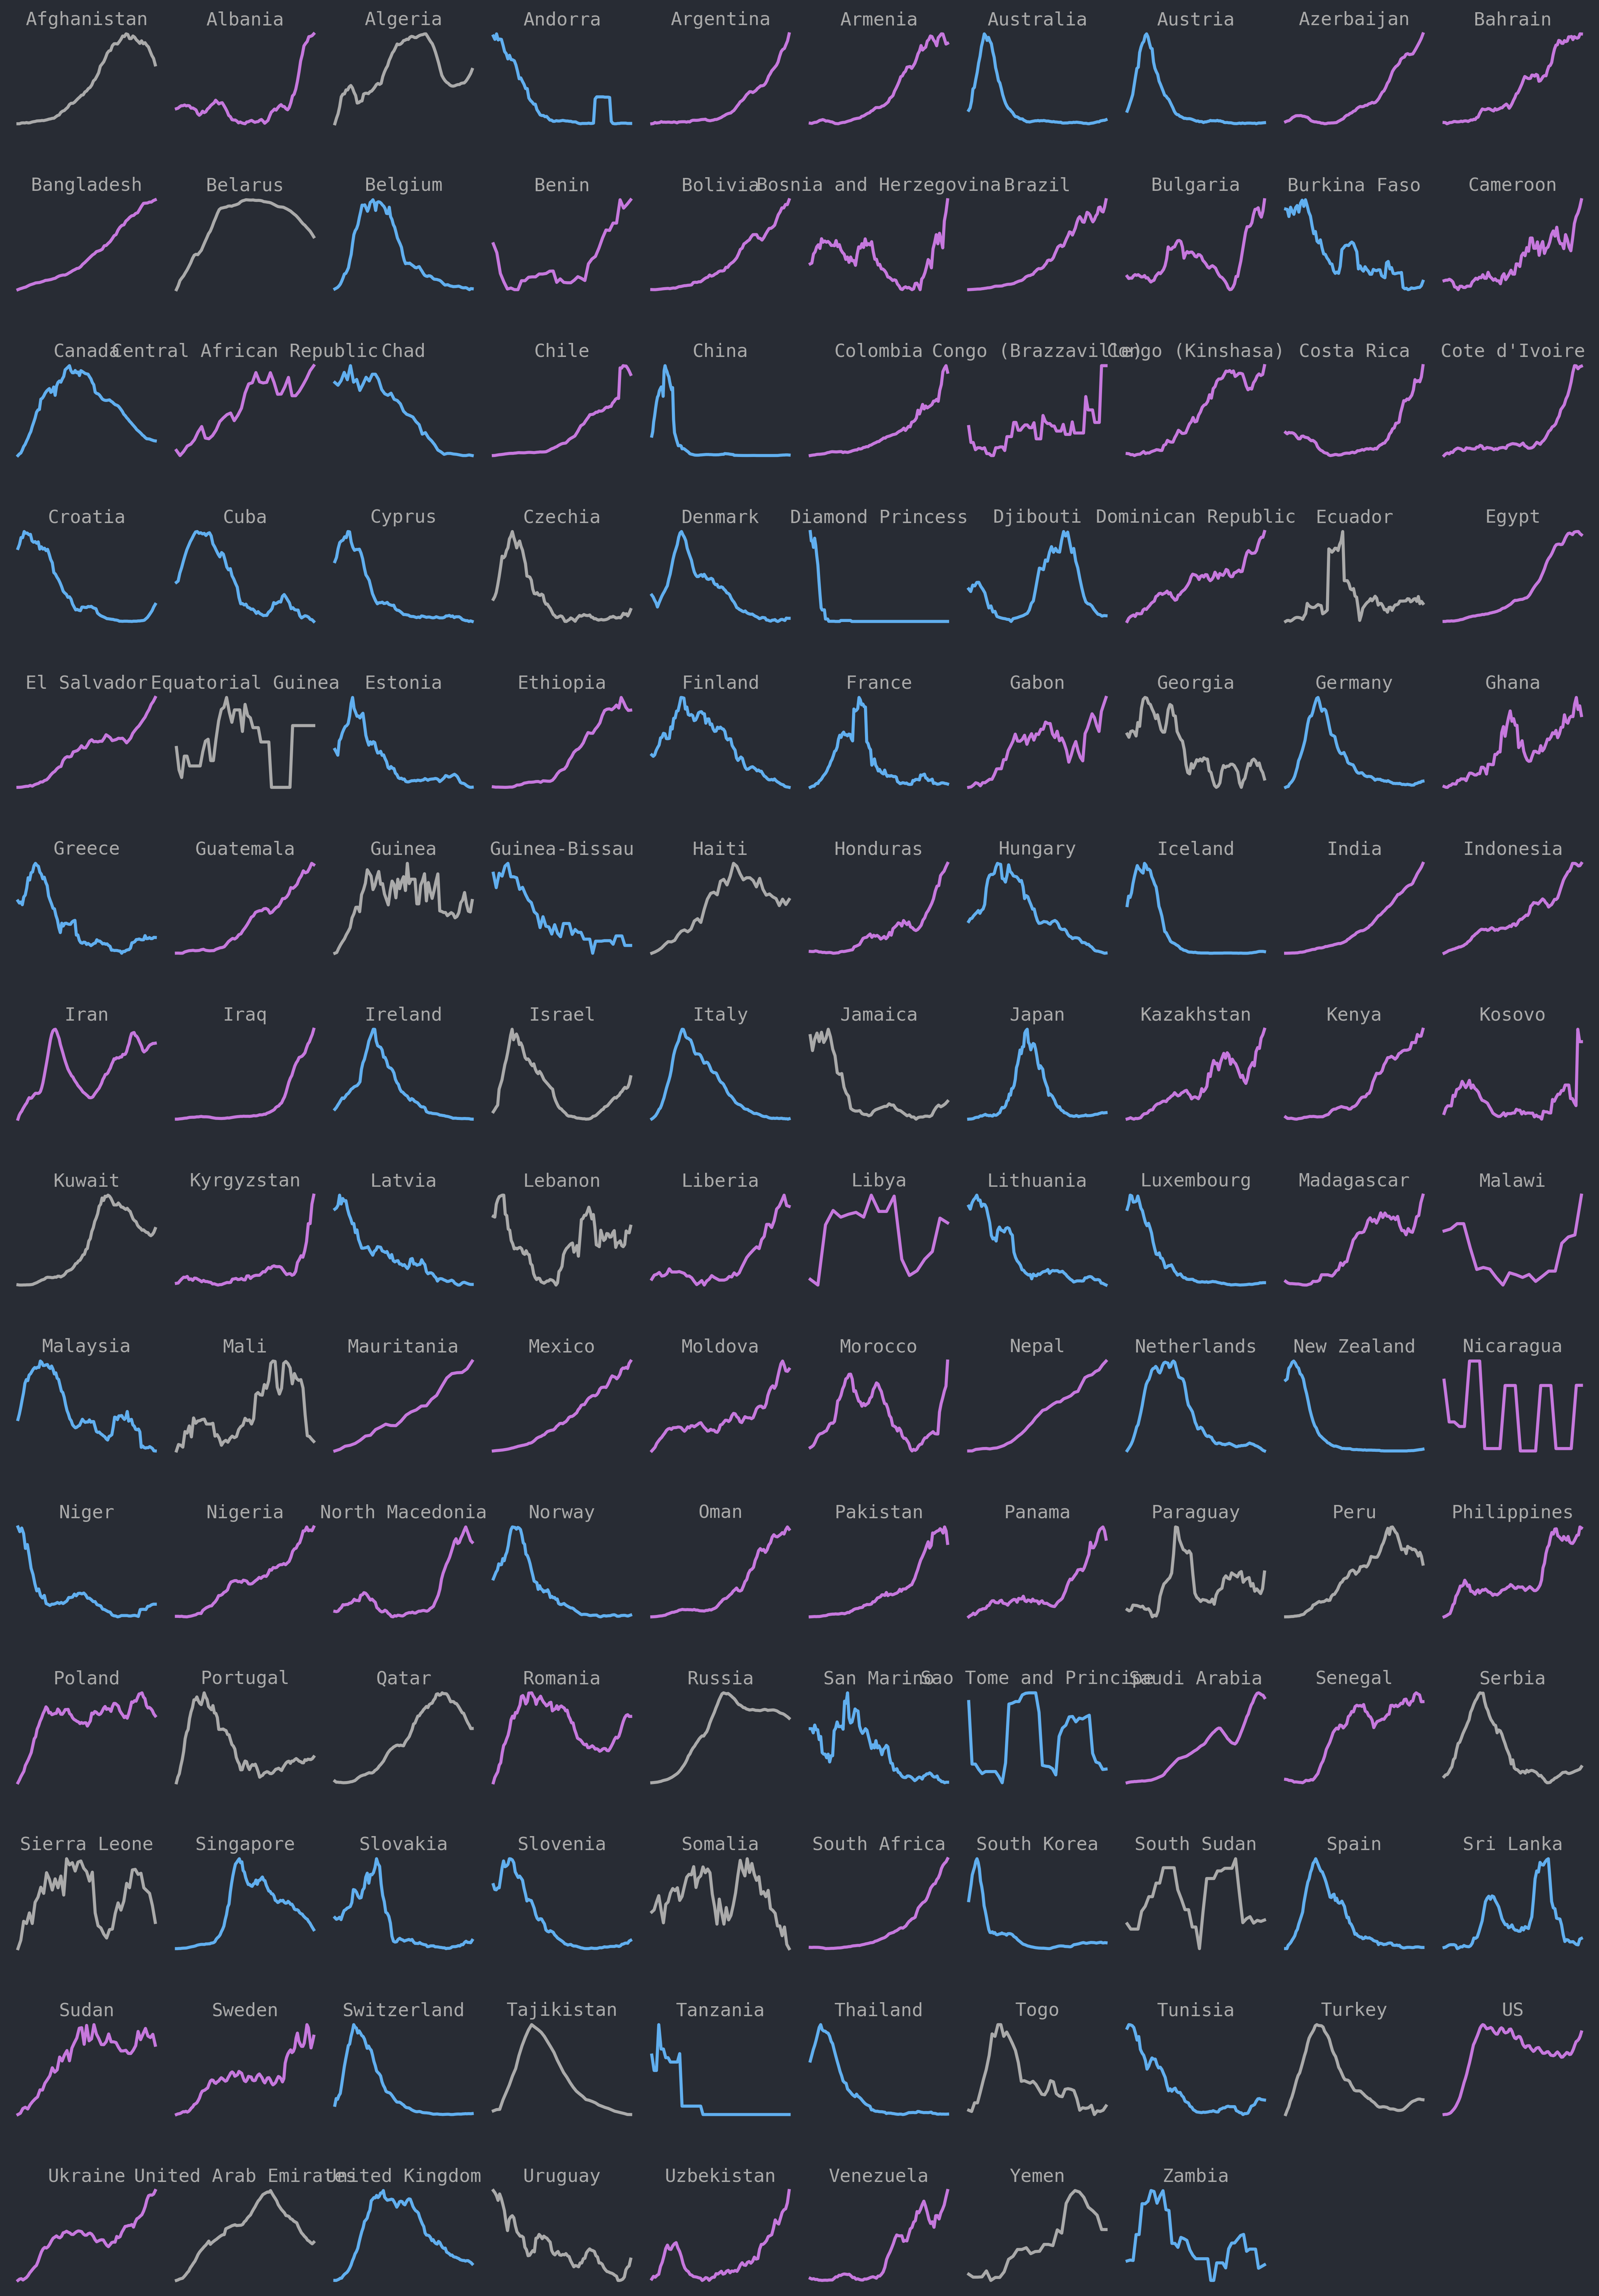 Afghanistan Albania Algeria Andorra Argentina Armenia Australia Austria Azerbaijan Bahrain
Bangladesh Belarus Belgium Benin Bolivia Bosnia and Herzegovina Brazil Bulgaria Burkina Faso Cameroon
Canada Central African Republic Chad Chile China Colombia Congo (Brazzaville) Congo (Kinshasa) Costa Rica Cote d'Ivoire
Croatia Cuba Cyprus Czechia Denmark Diamond Princess Djibouti Dominican Republic Ecuador Egypt
El Salvador Equatorial Guinea Estonia Ethiopia Finland France Gabon Georgia Germany Ghana
Greece Guatemala Guinea Guinea-Bissau Haiti Honduras Hungary Iceland India Indonesia
Iran Iraq Ireland Israel Italy Jamaica Japan Kazakhstan Kenya Kosovo
Kuwait Kyrgyzstan Latvia Lebanon Liberia Libya Lithuania Luxembourg Madagascar Malawi
Malaysia Mali Mauritania Mexico Moldova Morocco Nepal Netherlands New Zealand Nicaragua
Niger Nigeria North Macedonia Norway Oman Pakistan Panama Paraguay Peru Philippines
Poland Portugal Qatar Romania Russia San Marino Sao Tome and Principe Saudi Arabia Senegal Serbia
Sierra Leone Singapore Slovakia Slovenia Somalia South Africa South Korea South Sudan Spain Sri Lanka
Sudan Sweden Switzerland Tajikistan Tanzania Thailand Togo Tunisia Turkey US
Ukraine United Arab Emirates United Kingdom Uruguay Uzbekistan Venezuela Yemen Zambia